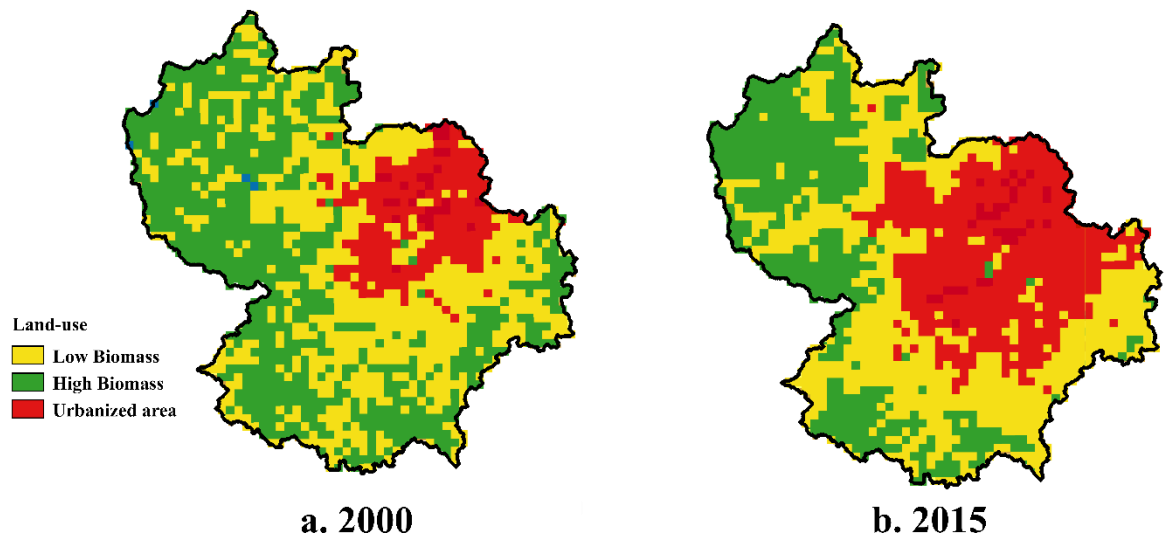 Land-use
Low Biomass
High Biomass
Urbanized area
a. 2000
b. 2015